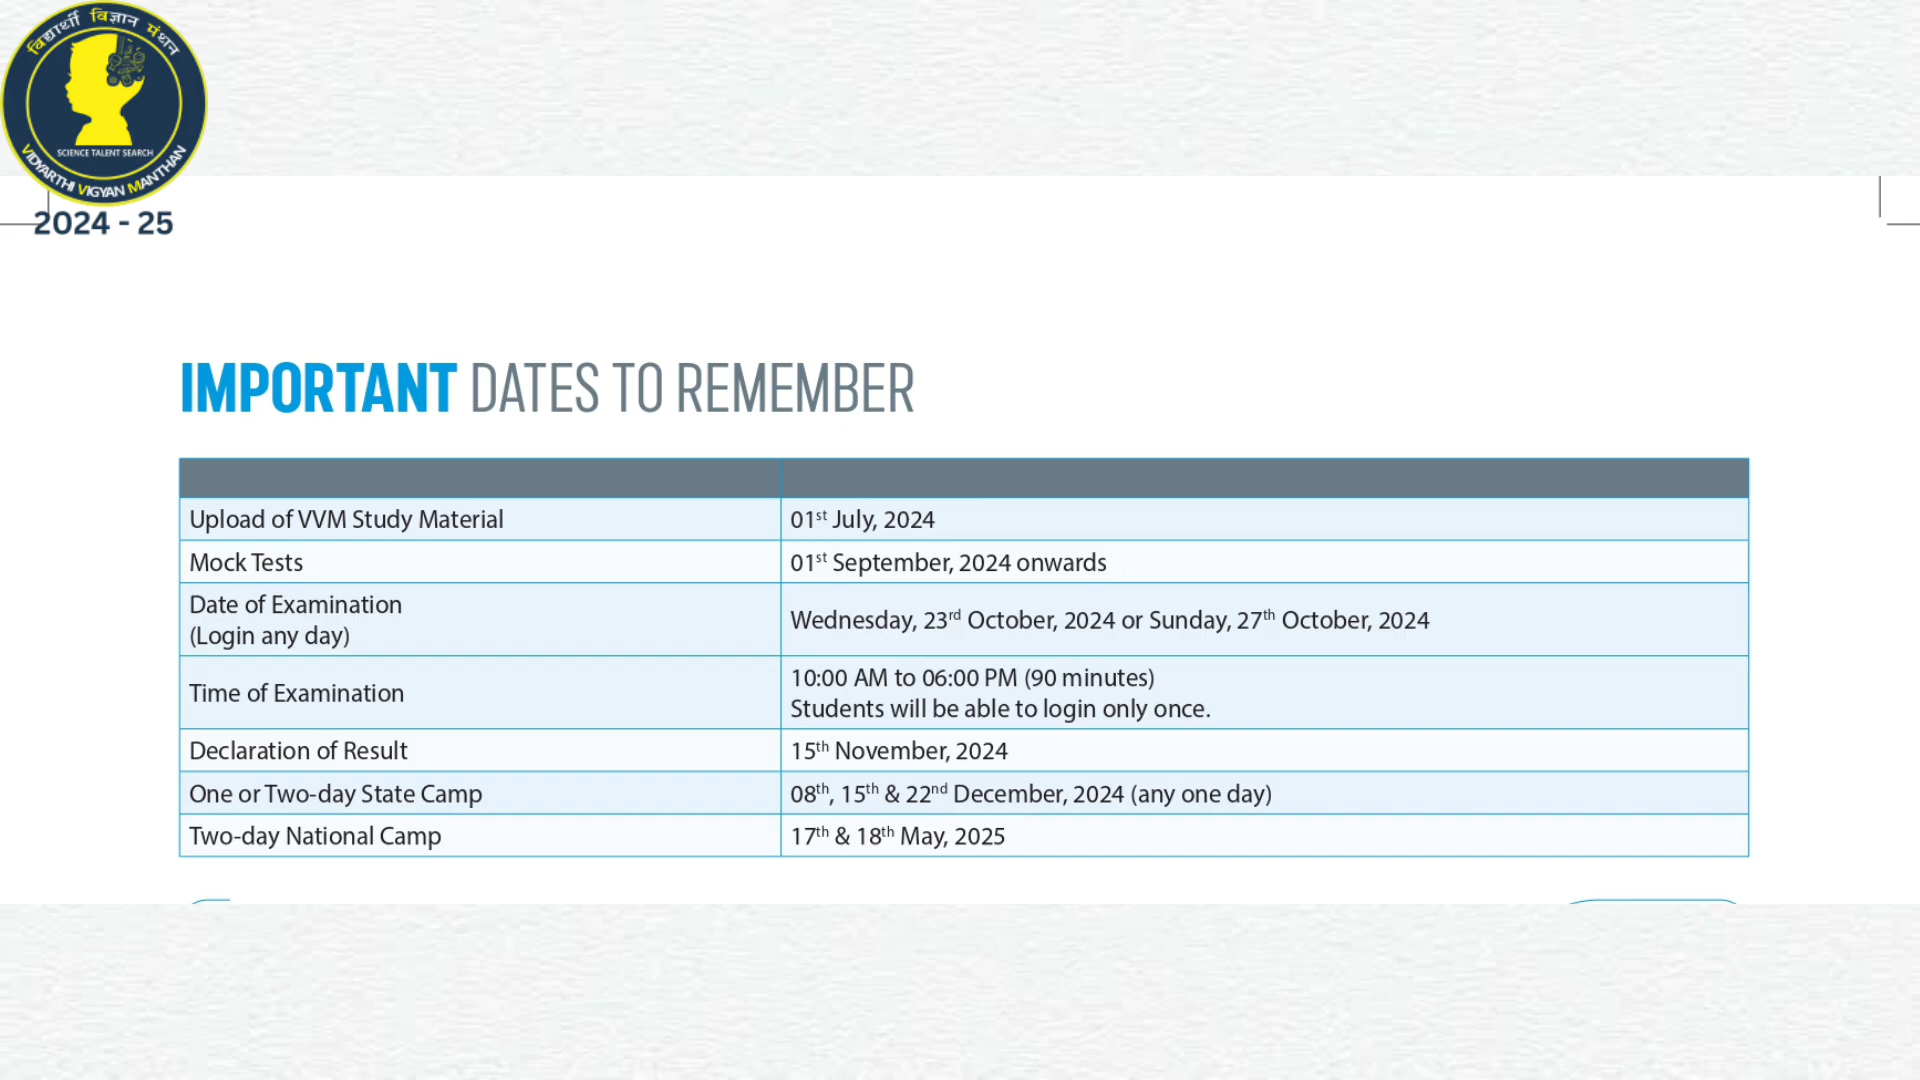 विद्यार्थी विज्ञान मंथन
SCIENCE TALENT SEARCH
VIDYARTHI VIGYAN MANTHAN
2024 - 25
IMPORTANT DATES TO REMEMBER
Upload of VVM Study Material 01st July, 2024
Mock Tests 01st September, 2024 onwards
Date of Examination
(Login any day) Wednesday, 23rd October, 2024 or Sunday, 27th October, 2024
Time of Examination 10:00 AM to 06:00 PM (90 minutes)
Students will be able to login only once.
Declaration of Result 15th November, 2024
One or Two-day State Camp 08th, 15th & 22nd December, 2024 (any one day)
Two-day National Camp 17th & 18th May, 2025